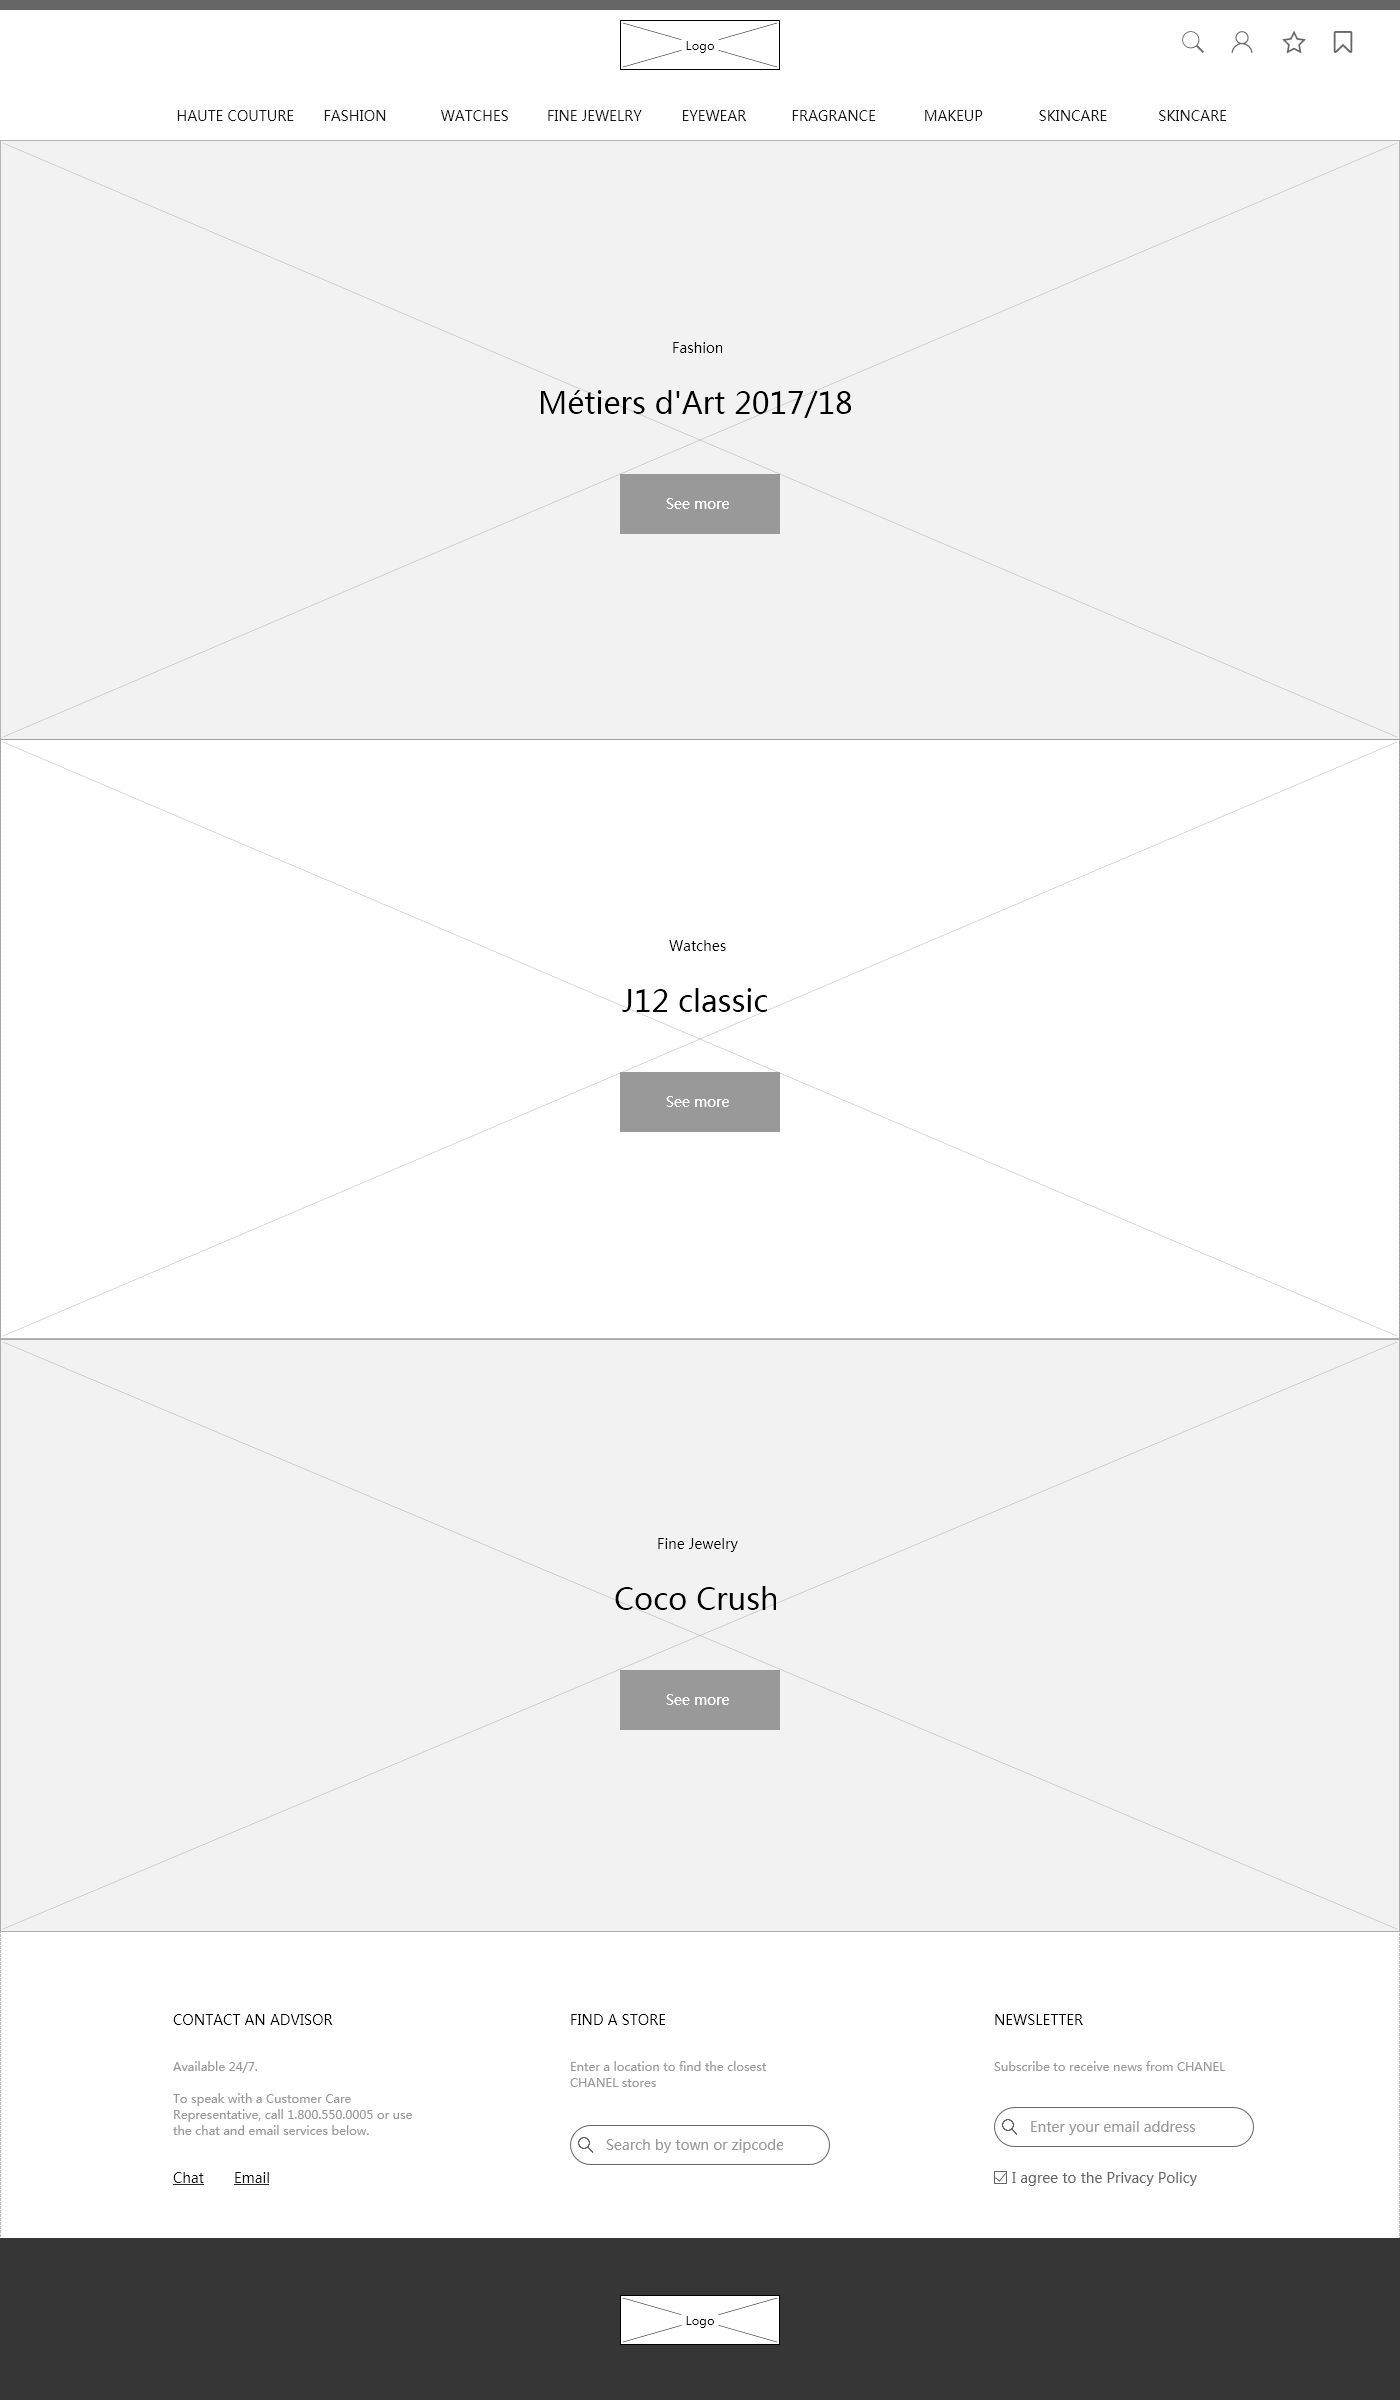 Logo
HAUTE COUTURE FASHION WATCHES FINE JEWELRY EYEWEAR FRAGRANCE MAKEUP SKINCARE SKINCARE
Fashion
Métiers d'Art 2017/18
See more
Watches
J12 classic
See more
Fine Jewelry
Coco Crush
See more
CONTACT AN ADVISOR
Available 24/7.
To speak with a Customer Care
Representative, call 1.800.550.0005 or use
the chat and email services below.
Chat Email
FIND A STORE
Enter a location to find the closest
CHANEL stores
Search by town or zipcode
NEWSLETTER
Subscribe to receive news from CHANEL
Enter your email address
I agree to the Privacy Policy
Logo